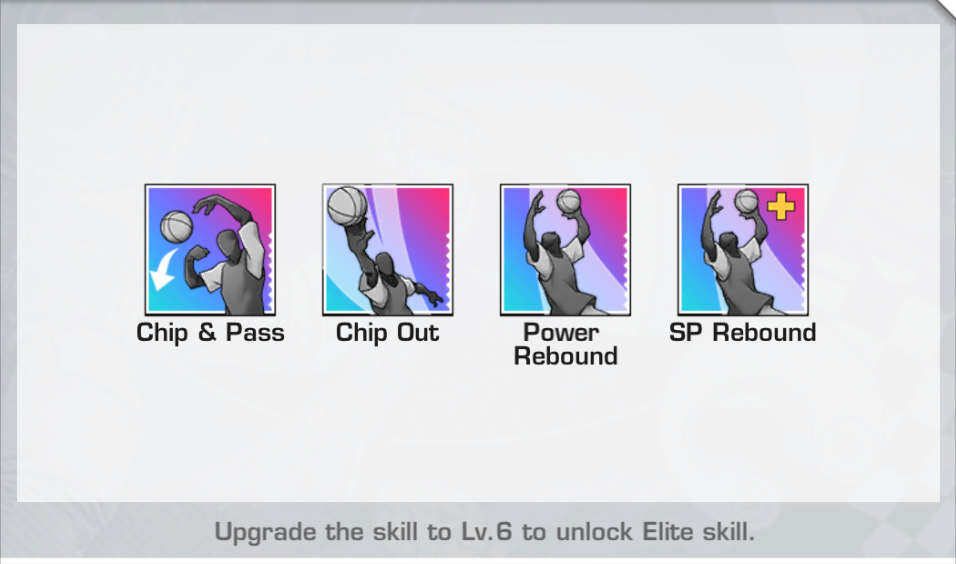 Chip & Pass
Chip Out
Power
Rebound
SP Rebound
Upgrade the skill to Lv.6 to unlock Elite skill.